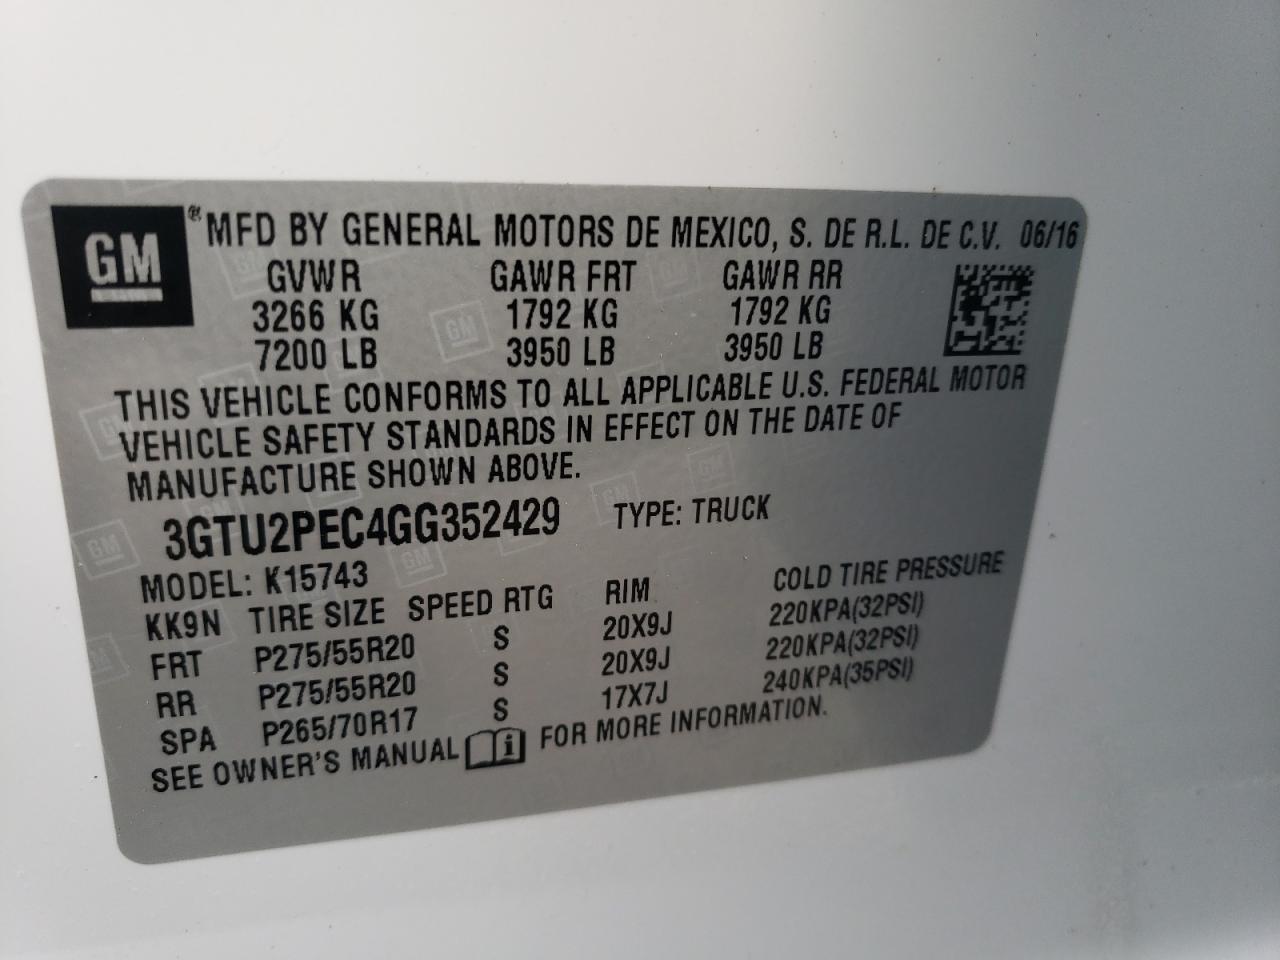 GM ® MFD BY GENERAL MOTORS DE MEXICO, S. DE R.L. DE C.V. 06/16
GVWR GAWR FRT GAWR RR
3266 KG 1792 KG 1792 KG
7200 LB 3950 LB 3950 LB
THIS VEHICLE CONFORMS TO ALL APPLICABLE U.S. FEDERAL MOTOR
VEHICLE SAFETY STANDARDS IN EFFECT ON THE DATE OF
MANUFACTURE SHOWN ABOVE.
3GTU2PEC4GG352429 TYPE: TRUCK
MODEL: K15743
KK9N TIRE SIZE SPEED RTG RIM COLD TIRE PRESSURE
FRT P275/55R20 S 20X9J 220KPA(32PSI)
RR P275/55R20 S 20X9J 220KPA(32PSI)
SPA P265/70R17 S 17X7J 240KPA(35PSI)
SEE OWNER'S MANUAL i FOR MORE INFORMATION.